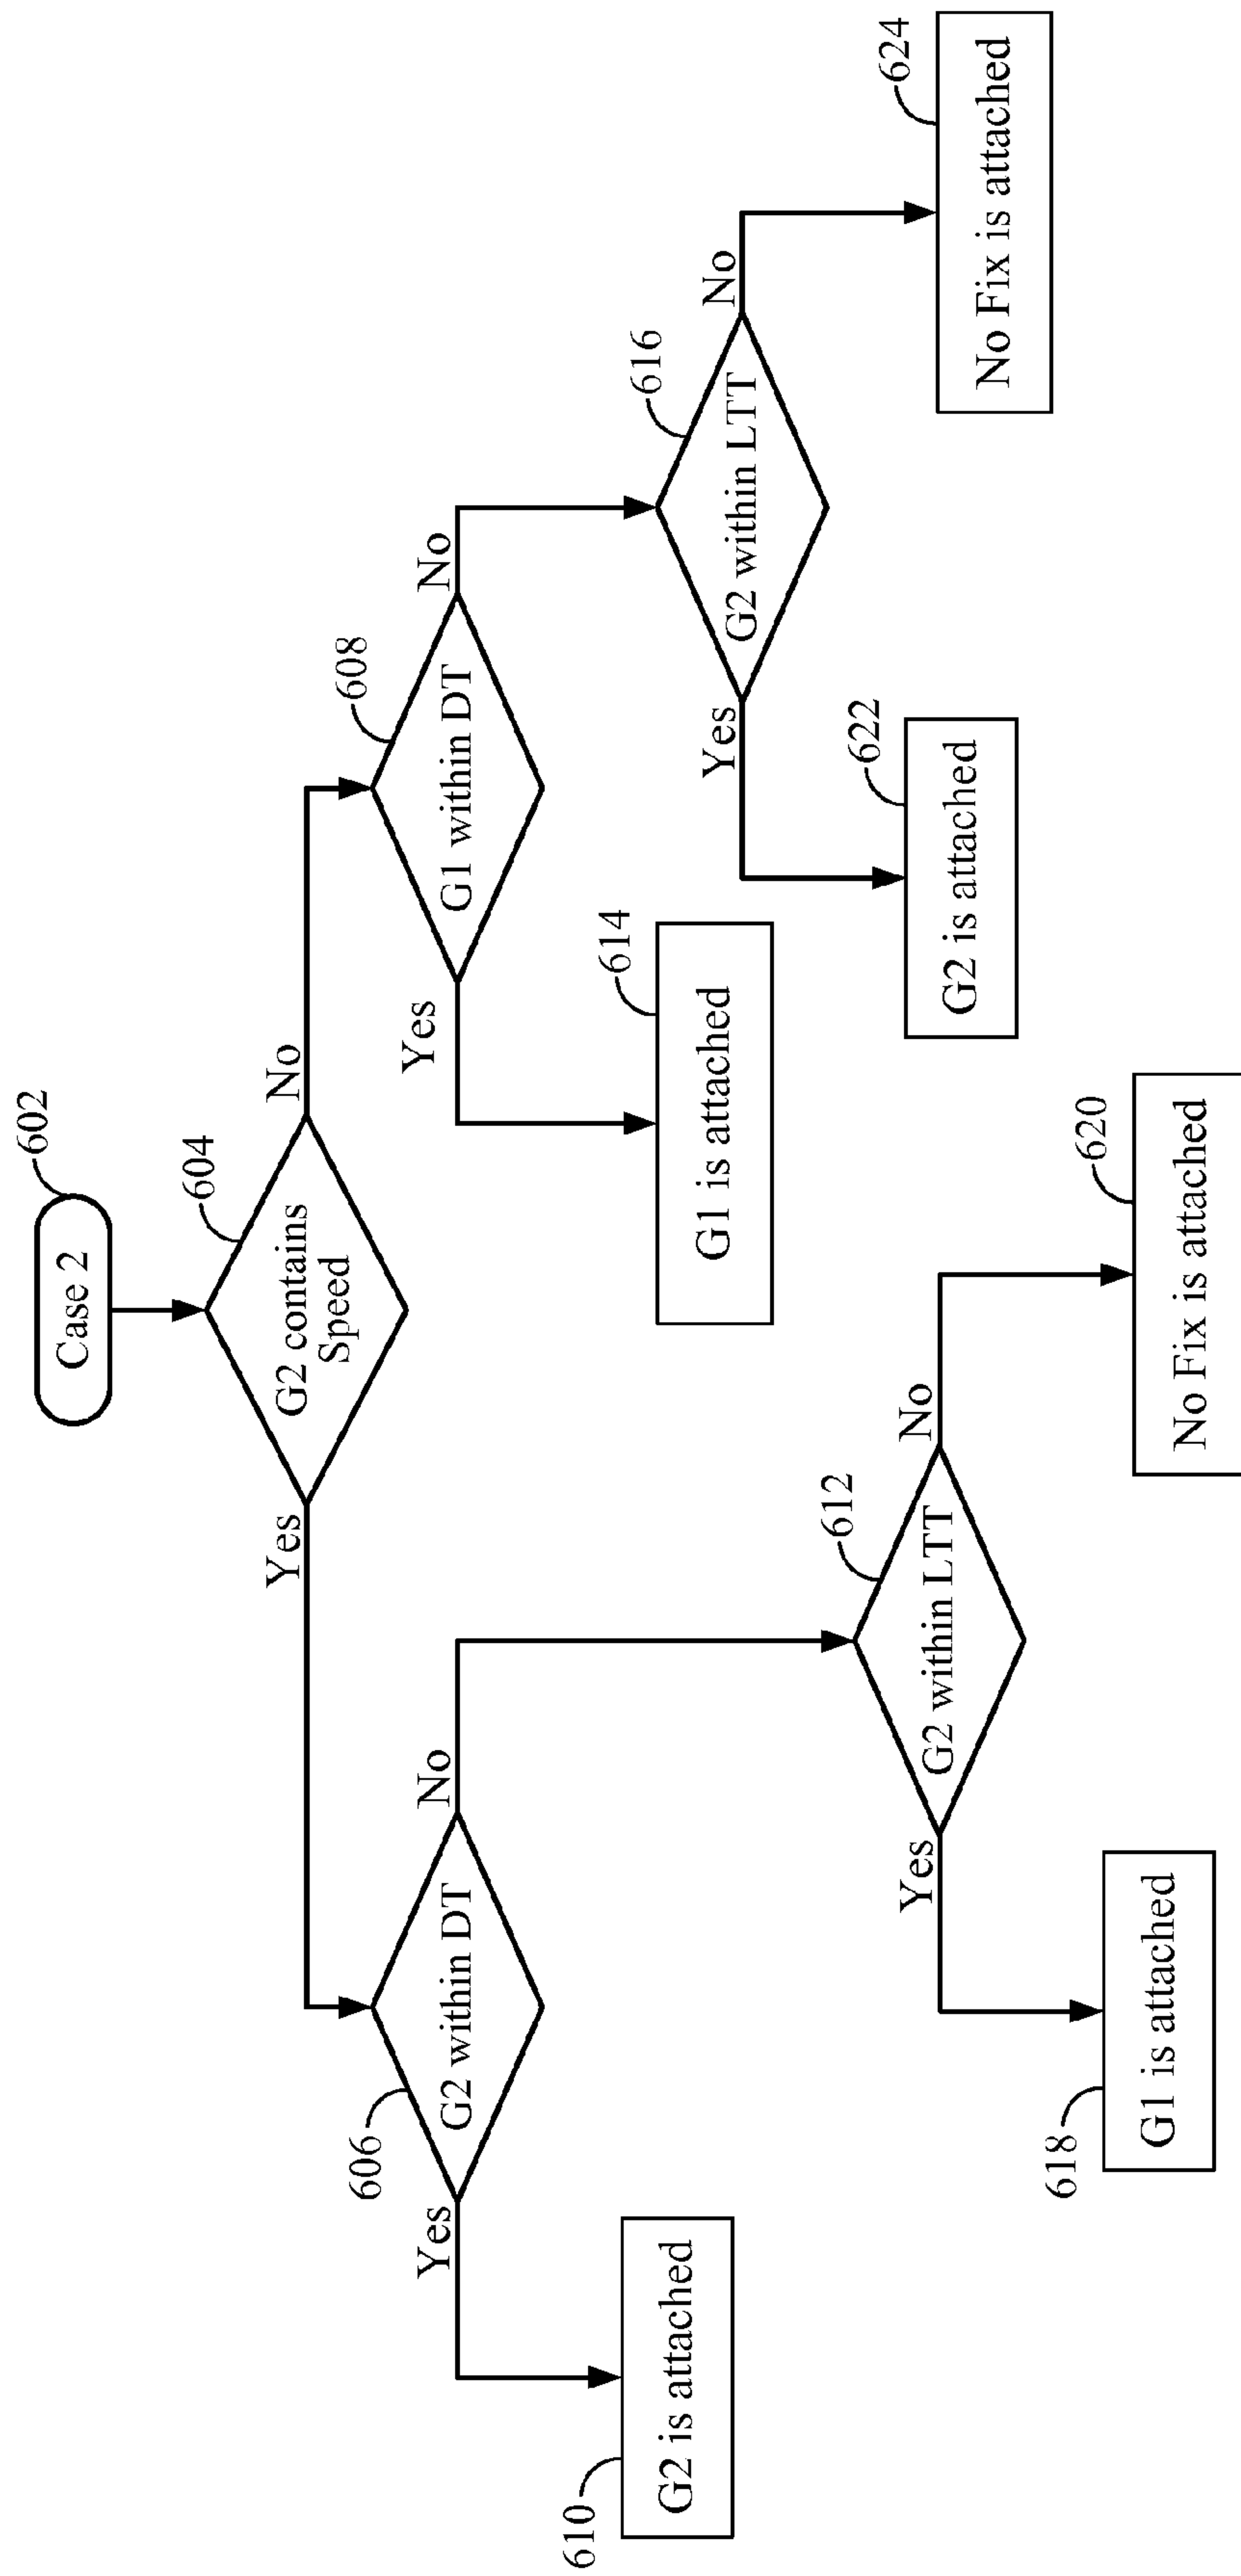 602
Case 2
604
G2 contains
Speed
Yes
No
606
G2 within DT
Yes
No
608
G1 within DT
Yes
No
610
G2 is attached
612
G2 within LTT
Yes
No
614
G1 is attached
616
G2 within LTT
Yes
No
618
G1 is attached
620
No Fix is attached
622
G2 is attached
624
No Fix is attached